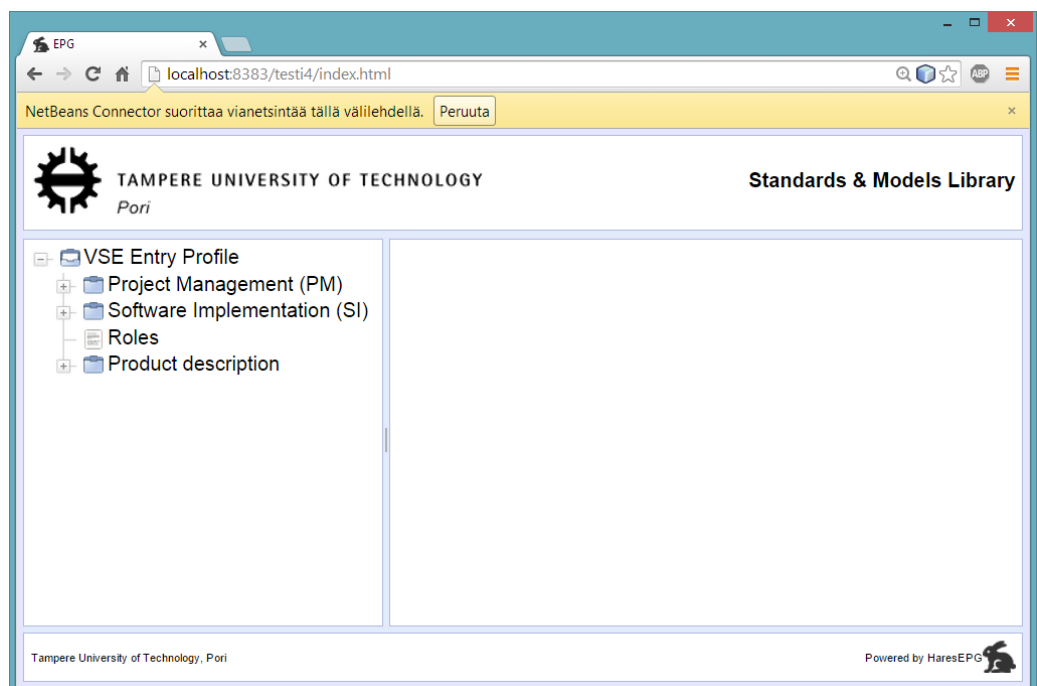 EPG
localhost:8383/testi4/index.html
ABP
NetBeans Connector suorittaa vianetsintää tällä välilehdellä. Peruuta
TAMPERE UNIVERSITY OF TECHNOLOGY
Pori
Standards & Models Library
VSE Entry Profile
Project Management (PM)
Software Implementation (SI)
Roles
Product description
Tampere University of Technology, Pori
Powered by HaresEPG